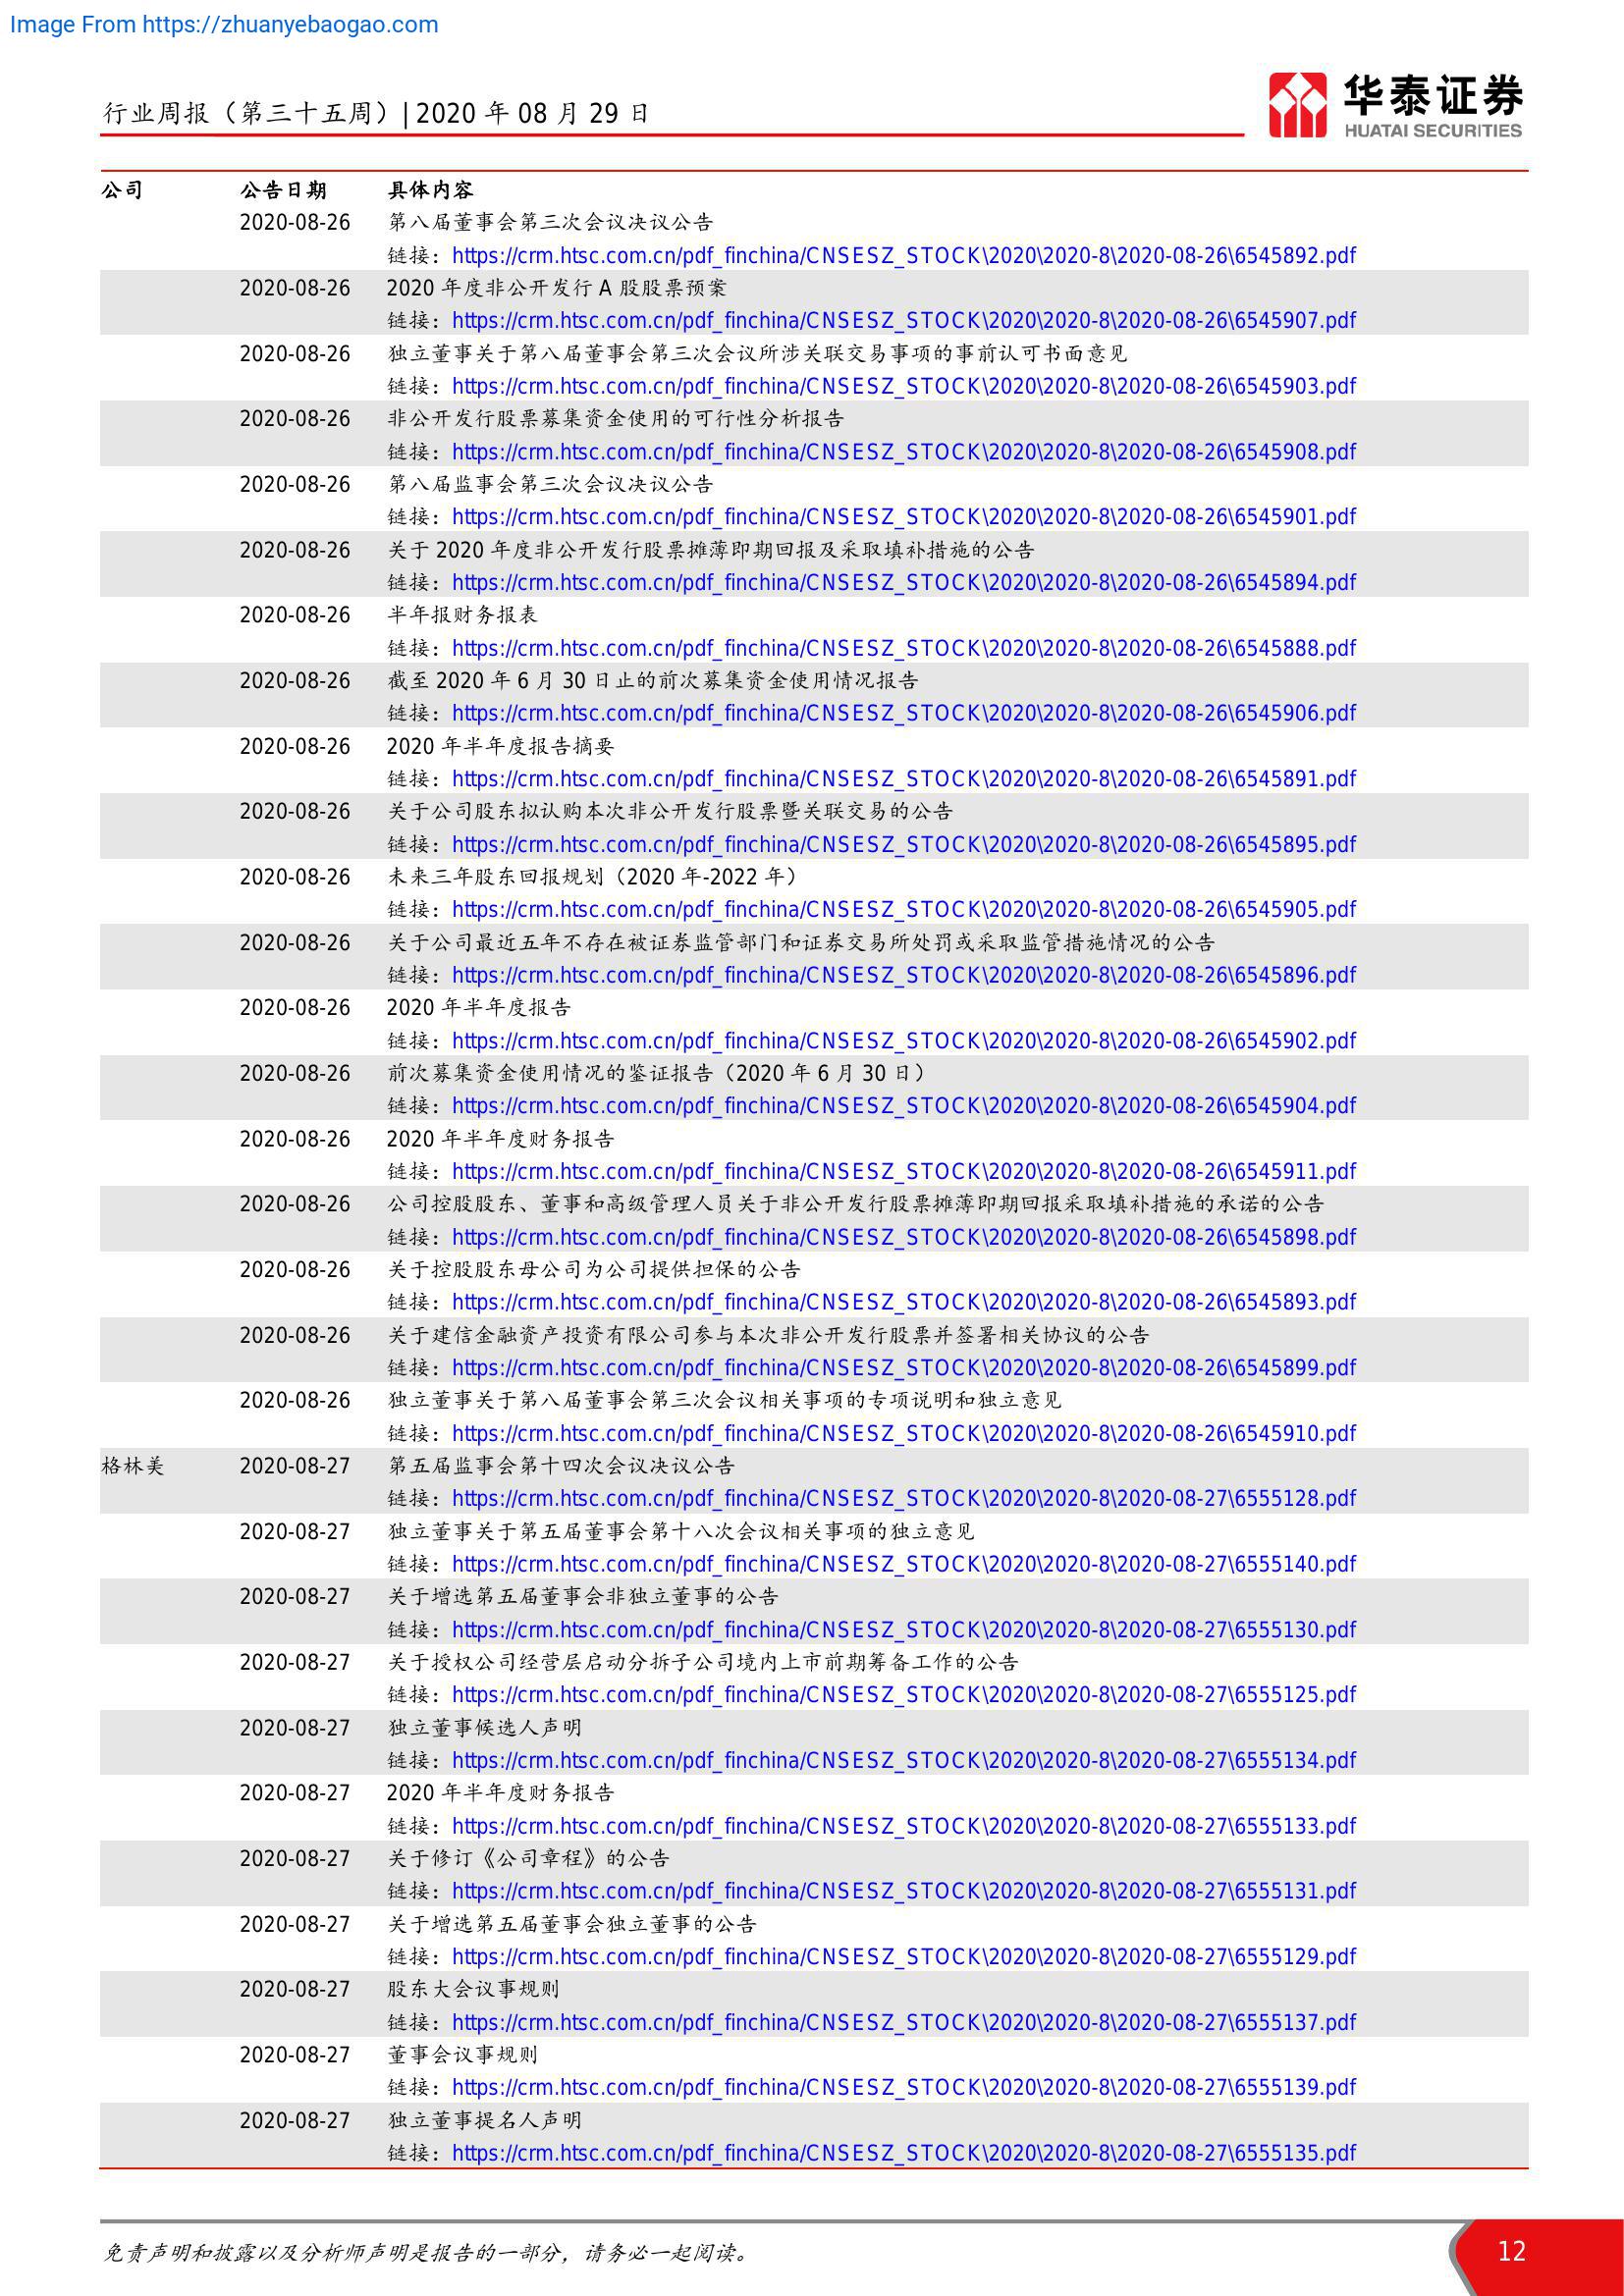 Image From https://zhuanyebaogao.com
行业周报（第三十五周）| 2020 年 08 月 29 日
华泰证券
HUATAI SECURITIES
公司 公告日期 具体内容
2020-08-26 第八届董事会第三次会议决议公告
链接：https://crm.htsc.com.cn/pdf_finchina/CNSESZ_STOCK\2020\2020-8\2020-08-26\6545892.pdf
2020-08-26 2020 年度非公开发行 A 股股票预案
链接：https://crm.htsc.com.cn/pdf_finchina/CNSESZ_STOCK\2020\2020-8\2020-08-26\6545907.pdf
2020-08-26 独立董事关于第八届董事会第三次会议所涉关联交易事项的事前认可书面意见
链接：https://crm.htsc.com.cn/pdf_finchina/CNSESZ_STOCK\2020\2020-8\2020-08-26\6545903.pdf
2020-08-26 非公开发行股票募集资金使用的可行性分析报告
链接：https://crm.htsc.com.cn/pdf_finchina/CNSESZ_STOCK\2020\2020-8\2020-08-26\6545908.pdf
2020-08-26 第八届监事会第三次会议决议公告
链接：https://crm.htsc.com.cn/pdf_finchina/CNSESZ_STOCK\2020\2020-8\2020-08-26\6545901.pdf
2020-08-26 关于 2020 年度非公开发行股票摊薄即期回报及采取填补措施的公告
链接：https://crm.htsc.com.cn/pdf_finchina/CNSESZ_STOCK\2020\2020-8\2020-08-26\6545894.pdf
2020-08-26 半年报财务报表
链接：https://crm.htsc.com.cn/pdf_finchina/CNSESZ_STOCK\2020\2020-8\2020-08-26\6545888.pdf
2020-08-26 截至 2020 年 6 月 30 日止的前次募集资金使用情况报告
链接：https://crm.htsc.com.cn/pdf_finchina/CNSESZ_STOCK\2020\2020-8\2020-08-26\6545906.pdf
2020-08-26 2020 年半年度报告摘要
链接：https://crm.htsc.com.cn/pdf_finchina/CNSESZ_STOCK\2020\2020-8\2020-08-26\6545891.pdf
2020-08-26 关于公司股东拟认购本次非公开发行股票暨关联交易的公告
链接：https://crm.htsc.com.cn/pdf_finchina/CNSESZ_STOCK\2020\2020-8\2020-08-26\6545895.pdf
2020-08-26 未来三年股东回报规划（2020 年-2022 年）
链接：https://crm.htsc.com.cn/pdf_finchina/CNSESZ_STOCK\2020\2020-8\2020-08-26\6545905.pdf
2020-08-26 关于公司最近五年不存在被证券监管部门和证券交易所处罚或采取监管措施情况的公告
链接：https://crm.htsc.com.cn/pdf_finchina/CNSESZ_STOCK\2020\2020-8\2020-08-26\6545896.pdf
2020-08-26 2020 年半年度报告
链接：https://crm.htsc.com.cn/pdf_finchina/CNSESZ_STOCK\2020\2020-8\2020-08-26\6545902.pdf
2020-08-26 前次募集资金使用情况的鉴证报告（2020 年 6 月 30 日）
链接：https://crm.htsc.com.cn/pdf_finchina/CNSESZ_STOCK\2020\2020-8\2020-08-26\6545904.pdf
2020-08-26 2020 年半年度财务报告
链接：https://crm.htsc.com.cn/pdf_finchina/CNSESZ_STOCK\2020\2020-8\2020-08-26\6545911.pdf
2020-08-26 公司控股股东、董事和高级管理人员关于非公开发行股票摊薄即期回报采取填补措施的承诺的公告
链接：https://crm.htsc.com.cn/pdf_finchina/CNSESZ_STOCK\2020\2020-8\2020-08-26\6545898.pdf
2020-08-26 关于控股股东母公司为公司提供担保的公告
链接：https://crm.htsc.com.cn/pdf_finchina/CNSESZ_STOCK\2020\2020-8\2020-08-26\6545893.pdf
2020-08-26 关于建信金融资产投资有限公司参与本次非公开发行股票并签署相关协议的公告
链接：https://crm.htsc.com.cn/pdf_finchina/CNSESZ_STOCK\2020\2020-8\2020-08-26\6545899.pdf
2020-08-26 独立董事关于第八届董事会第三次会议相关事项的专项说明和独立意见
链接：https://crm.htsc.com.cn/pdf_finchina/CNSESZ_STOCK\2020\2020-8\2020-08-26\6545910.pdf
格林美 2020-08-27 第五届监事会第十四次会议决议公告
链接：https://crm.htsc.com.cn/pdf_finchina/CNSESZ_STOCK\2020\2020-8\2020-08-27\6555128.pdf
2020-08-27 独立董事关于第五届董事会第十八次会议相关事项的独立意见
链接：https://crm.htsc.com.cn/pdf_finchina/CNSESZ_STOCK\2020\2020-8\2020-08-27\6555140.pdf
2020-08-27 关于增选第五届董事会非独立董事的公告
链接：https://crm.htsc.com.cn/pdf_finchina/CNSESZ_STOCK\2020\2020-8\2020-08-27\6555130.pdf
2020-08-27 关于授权公司经营层启动分拆子公司境内上市前期筹备工作的公告
链接：https://crm.htsc.com.cn/pdf_finchina/CNSESZ_STOCK\2020\2020-8\2020-08-27\6555125.pdf
2020-08-27 独立董事候选人声明
链接：https://crm.htsc.com.cn/pdf_finchina/CNSESZ_STOCK\2020\2020-8\2020-08-27\6555134.pdf
2020-08-27 2020 年半年度财务报告
链接：https://crm.htsc.com.cn/pdf_finchina/CNSESZ_STOCK\2020\2020-8\2020-08-27\6555133.pdf
2020-08-27 关于修订《公司章程》的公告
链接：https://crm.htsc.com.cn/pdf_finchina/CNSESZ_STOCK\2020\2020-8\2020-08-27\6555131.pdf
2020-08-27 关于增选第五届董事会独立董事的公告
链接：https://crm.htsc.com.cn/pdf_finchina/CNSESZ_STOCK\2020\2020-8\2020-08-27\6555129.pdf
2020-08-27 股东大会议事规则
链接：https://crm.htsc.com.cn/pdf_finchina/CNSESZ_STOCK\2020\2020-8\2020-08-27\6555137.pdf
2020-08-27 董事会议事规则
链接：https://crm.htsc.com.cn/pdf_finchina/CNSESZ_STOCK\2020\2020-8\2020-08-27\6555139.pdf
2020-08-27 独立董事提名人声明
链接：https://crm.htsc.com.cn/pdf_finchina/CNSESZ_STOCK\2020\2020-8\2020-08-27\6555135.pdf
免责声明和披露以及分析师声明是报告的一部分，请务必一起阅读。
12